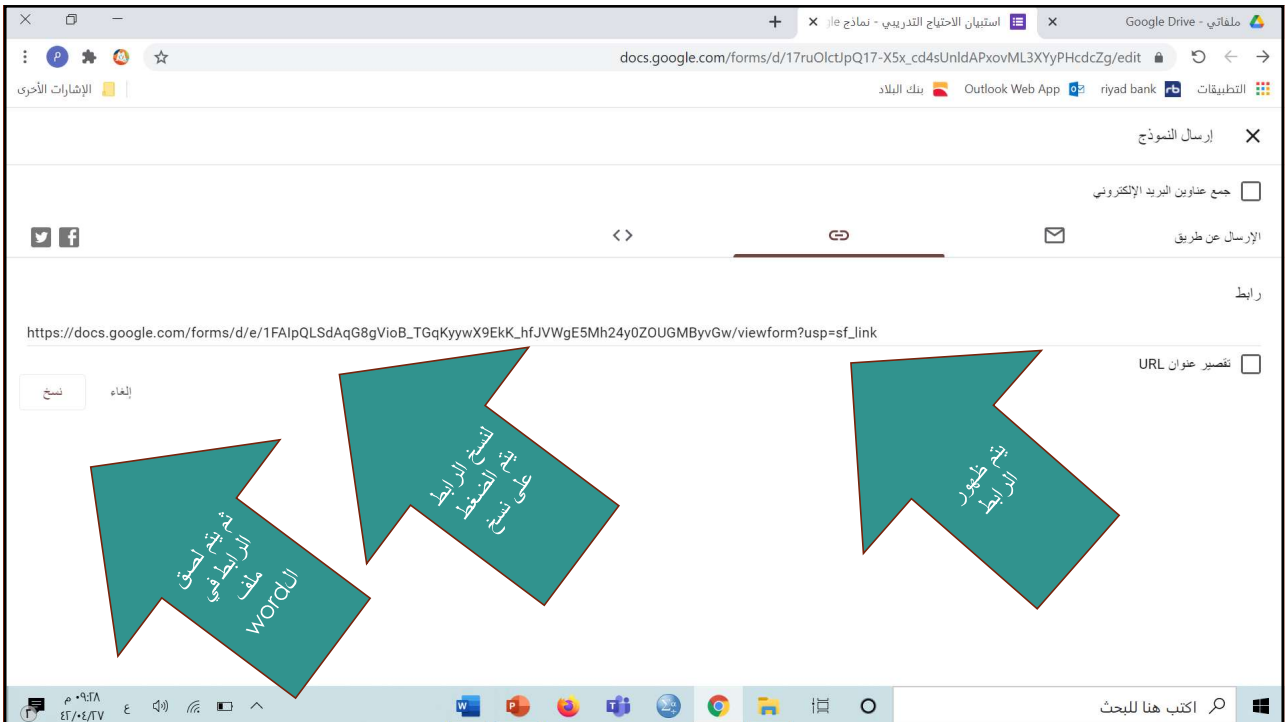 ملفاتي - Google Drive
استبيان الاحتياج التدريبي - نماذج le
docs.google.com/forms/d/17ruOlctJpQ17-X5x_cd4sUnldAPxovML3XYyPHcdcZg/edit
P
التطبيقات
riyad bank
Outlook Web App
بنك البلاد
الإشارات الأخرى
إرسال النموذج
جمع عناوين البريد الإلكتروني
الإرسال عن طريق
رابط
https://docs.google.com/forms/d/e/1FAIpQLSdAqG8gVioB_TGqKyywX9EkK_hfJVWgE5Mh24y0ZOUGMByvGw/viewform?usp=sf_link
تقصير عنوان URL
إلغاء
نسخ
يتم ظهور
الرابط
لنسخ الرابط
يتم الضغط
على نسخ
ثم يتم لصق
الرابط في
ملف
الword
اكتب هنا للبحث
ع
٠٩:٢٨ م
٤٢/٠٤/٢٧